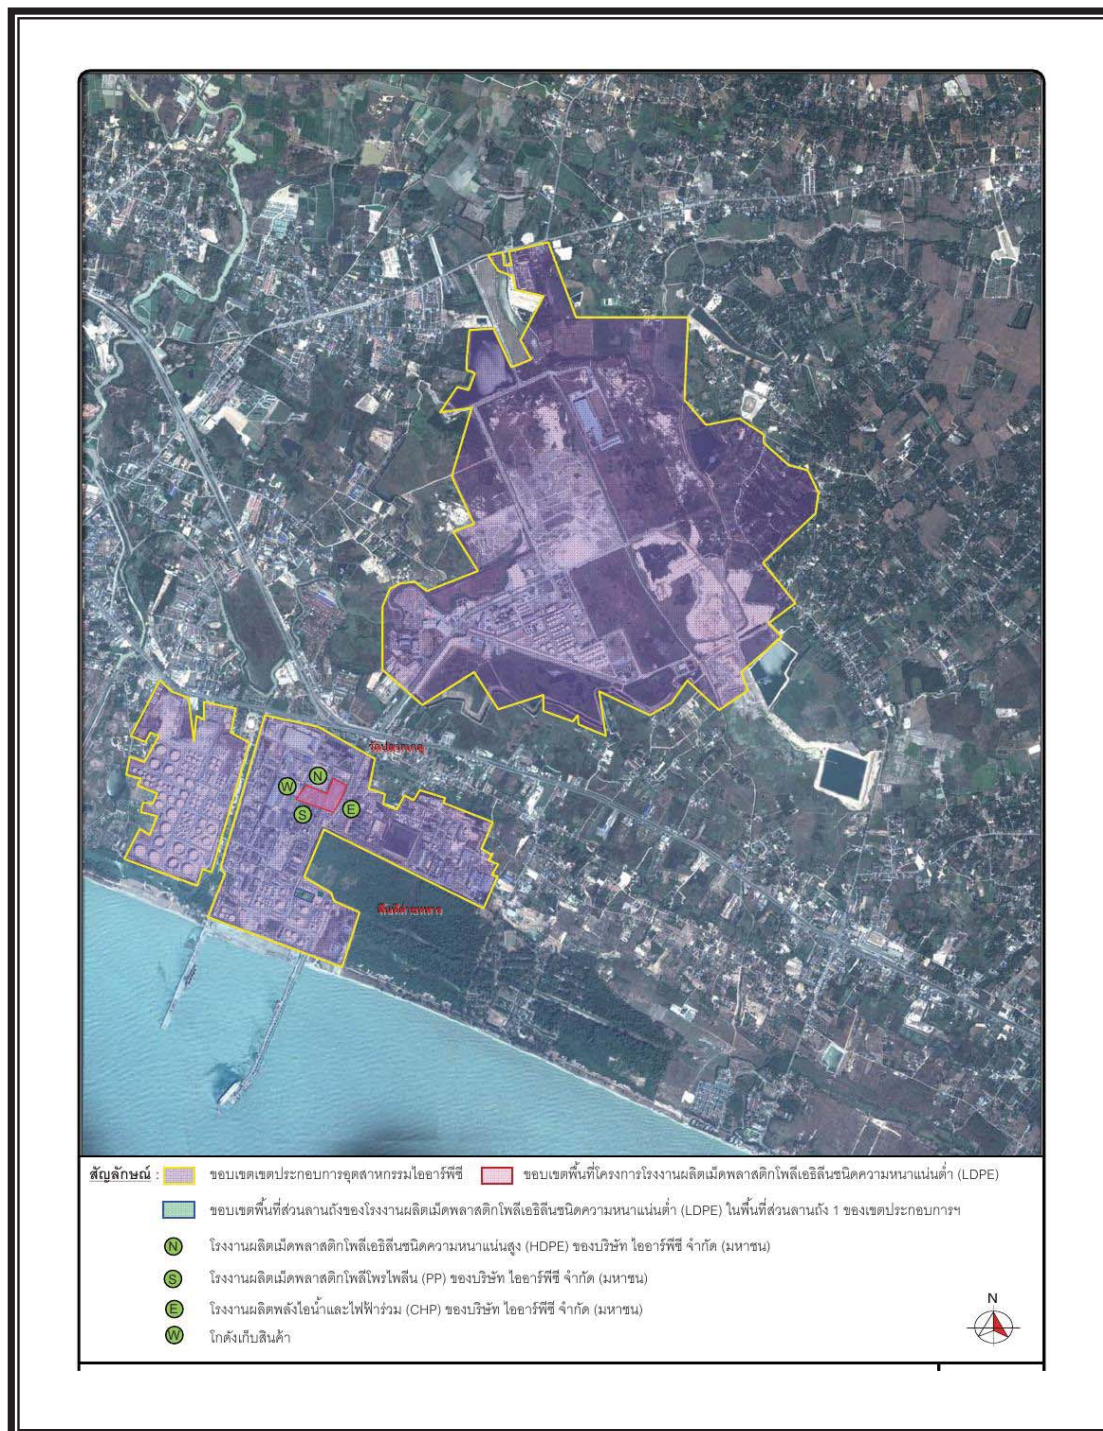 วัดปลวกเกตุ
N
W
E
S
สัญลักษณ์ : ขอบเขตเขตประกอบการอุตสาหกรรมไออาร์พีซี ขอบเขตพื้นที่โครงการโรงงานผลิตเม็ดพลาสติกโพลีเอธิลีนชนิดความหนาแน่นต่ำ (LDPE)
ขอบเขตพื้นที่ส่วนลานถังของโรงงานผลิตเม็ดพลาสติกโพลีเอธิลีนชนิดความหนาแน่นต่ำ (LDPE) ในพื้นที่ส่วนลานถัง 1 ของเขตประกอบการฯ
N โรงงานผลิตเม็ดพลาสติกโพลีเอธิลีนชนิดความหนาแน่นสูง (HDPE) ของบริษัท ไออาร์พีซี จำกัด (มหาชน)
S โรงงานผลิตเม็ดพลาสติกโพลีโพรไพลีน (PP) ของบริษัท ไออาร์พีซี จำกัด (มหาชน)
E โรงงานผลิตพลังไอน้ำและไฟฟ้าร่วม (CHP) ของบริษัท ไออาร์พีซี จำกัด (มหาชน)
W โกดังเก็บสินค้า
N